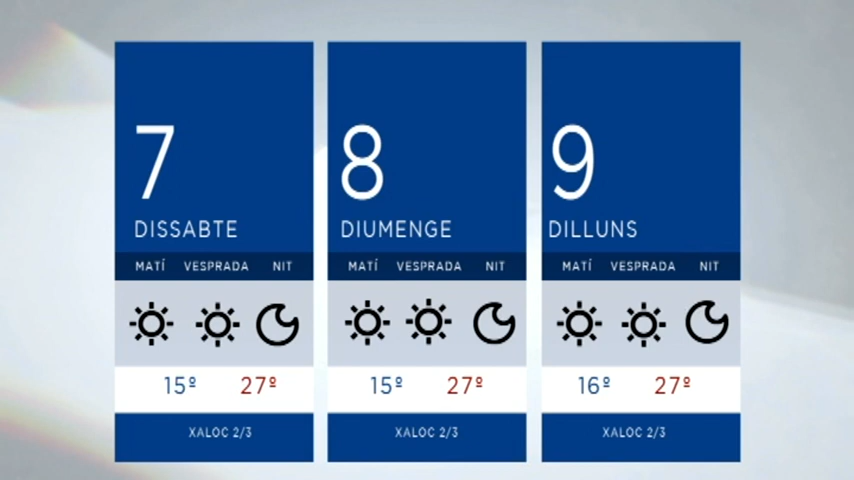 7
DISSABTE
MATÍ VESPRADA NIT
15º 27º
XALOC 2/3
8
DIUMENGE
MATÍ VESPRADA NIT
15º 27º
XALOC 2/3
9
DILLUNS
MATÍ VESPRADA NIT
16º 27º
XALOC 2/3